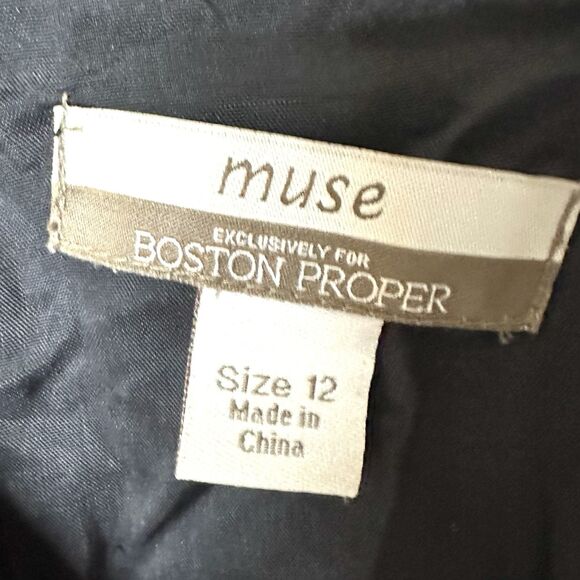 muse
EXCLUSIVELY FOR
BOSTON PROPER
Size 12
Made in
China